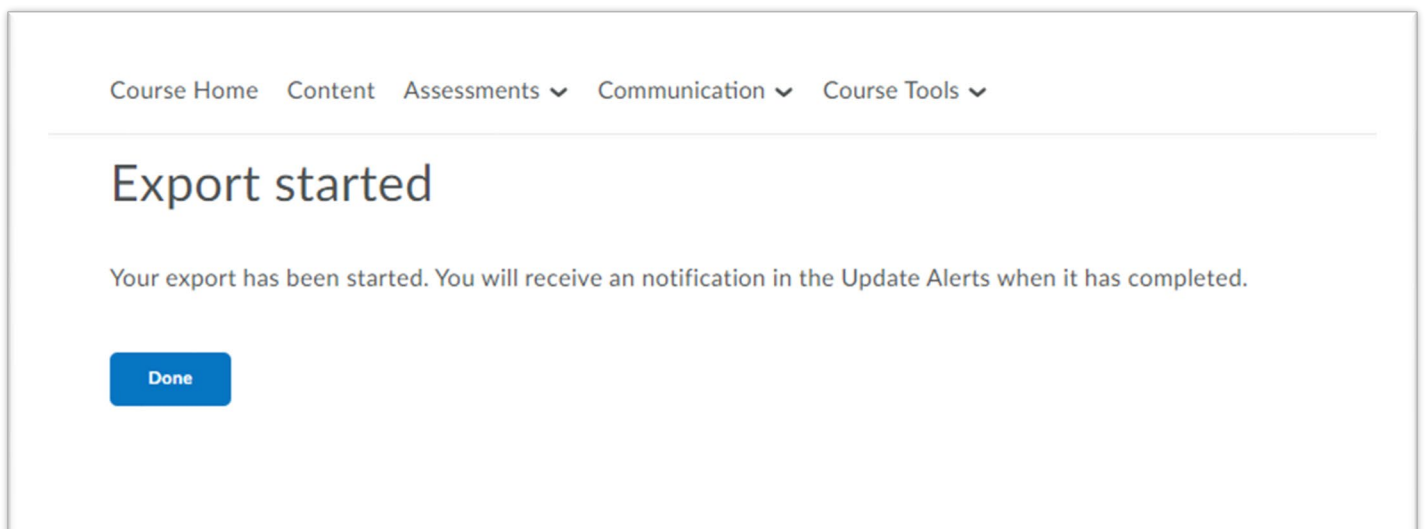 Course Home Content Assessments Communication Course Tools
Export started
Your export has been started. You will receive an notification in the Update Alerts when it has completed.
Done